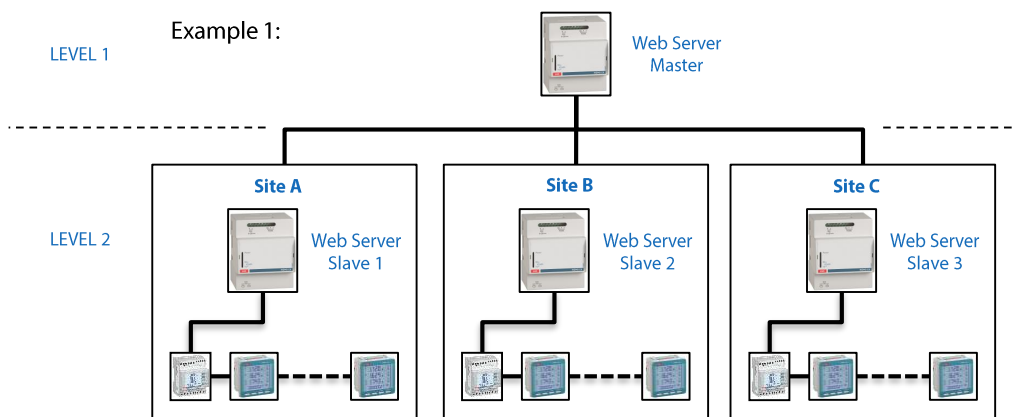 Example 1:
LEVEL 1
Web Server
Master
Site A
Site B
Site C
LEVEL 2
Web Server
Slave 1
Web Server
Slave 2
Web Server
Slave 3